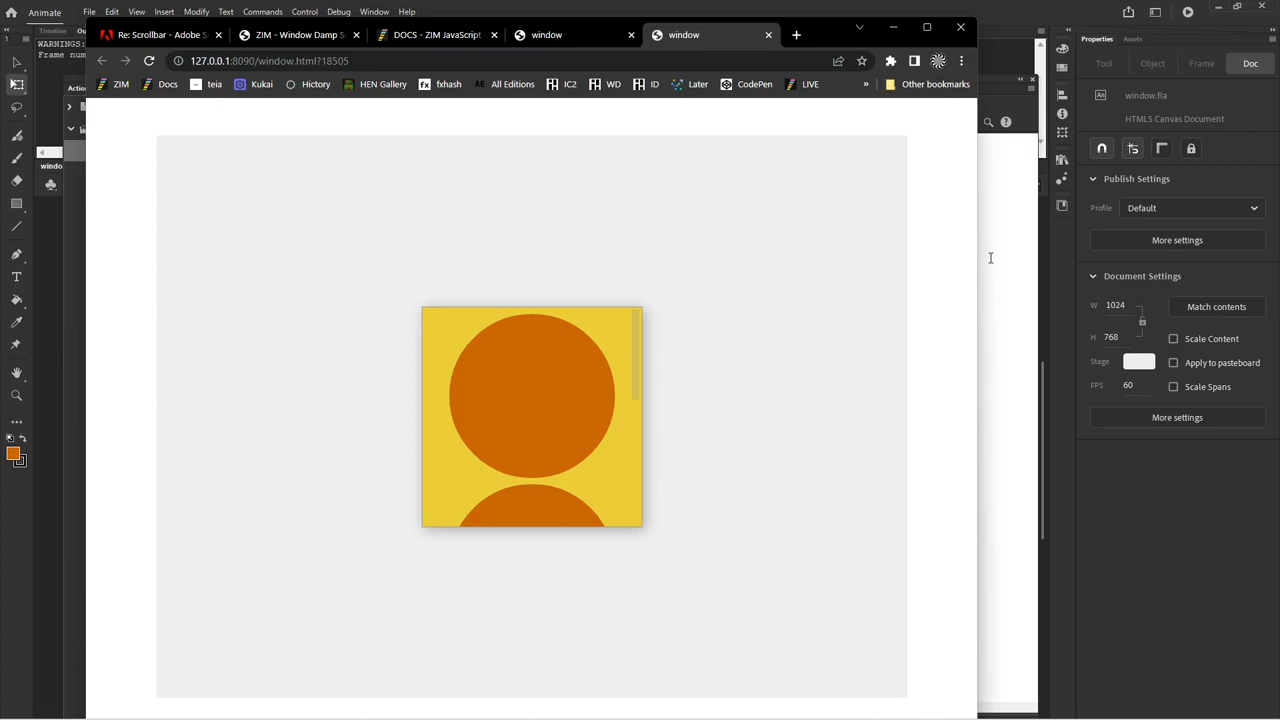 Animate
File Edit View Insert Modify Text Commands Control Debug Window Help
Timeline Ou
WARNINGS:
Frame num
Action
windo
Re: Scrollbar - Adobe S
ZIM - Window Damp S
DOCS - ZIM JavaScript
window
window
127.0.0.1:8090/window.html?18505
ZIM Docs teia Kukai Hictory HEN Gallery fxhash All Editions IC2 WD ID Later CodePen LIVE » Other bookmarks
Properties Assets
Tool Object Frame Doc
window.fla
HTML5 Canvas Document
Publish Settings
Profile Default
More settings
Document Settings
W 1024 Match contents
H 768 Scale Content
Stage Apply to pasteboard
FPS 60 Scale Spans
More settings